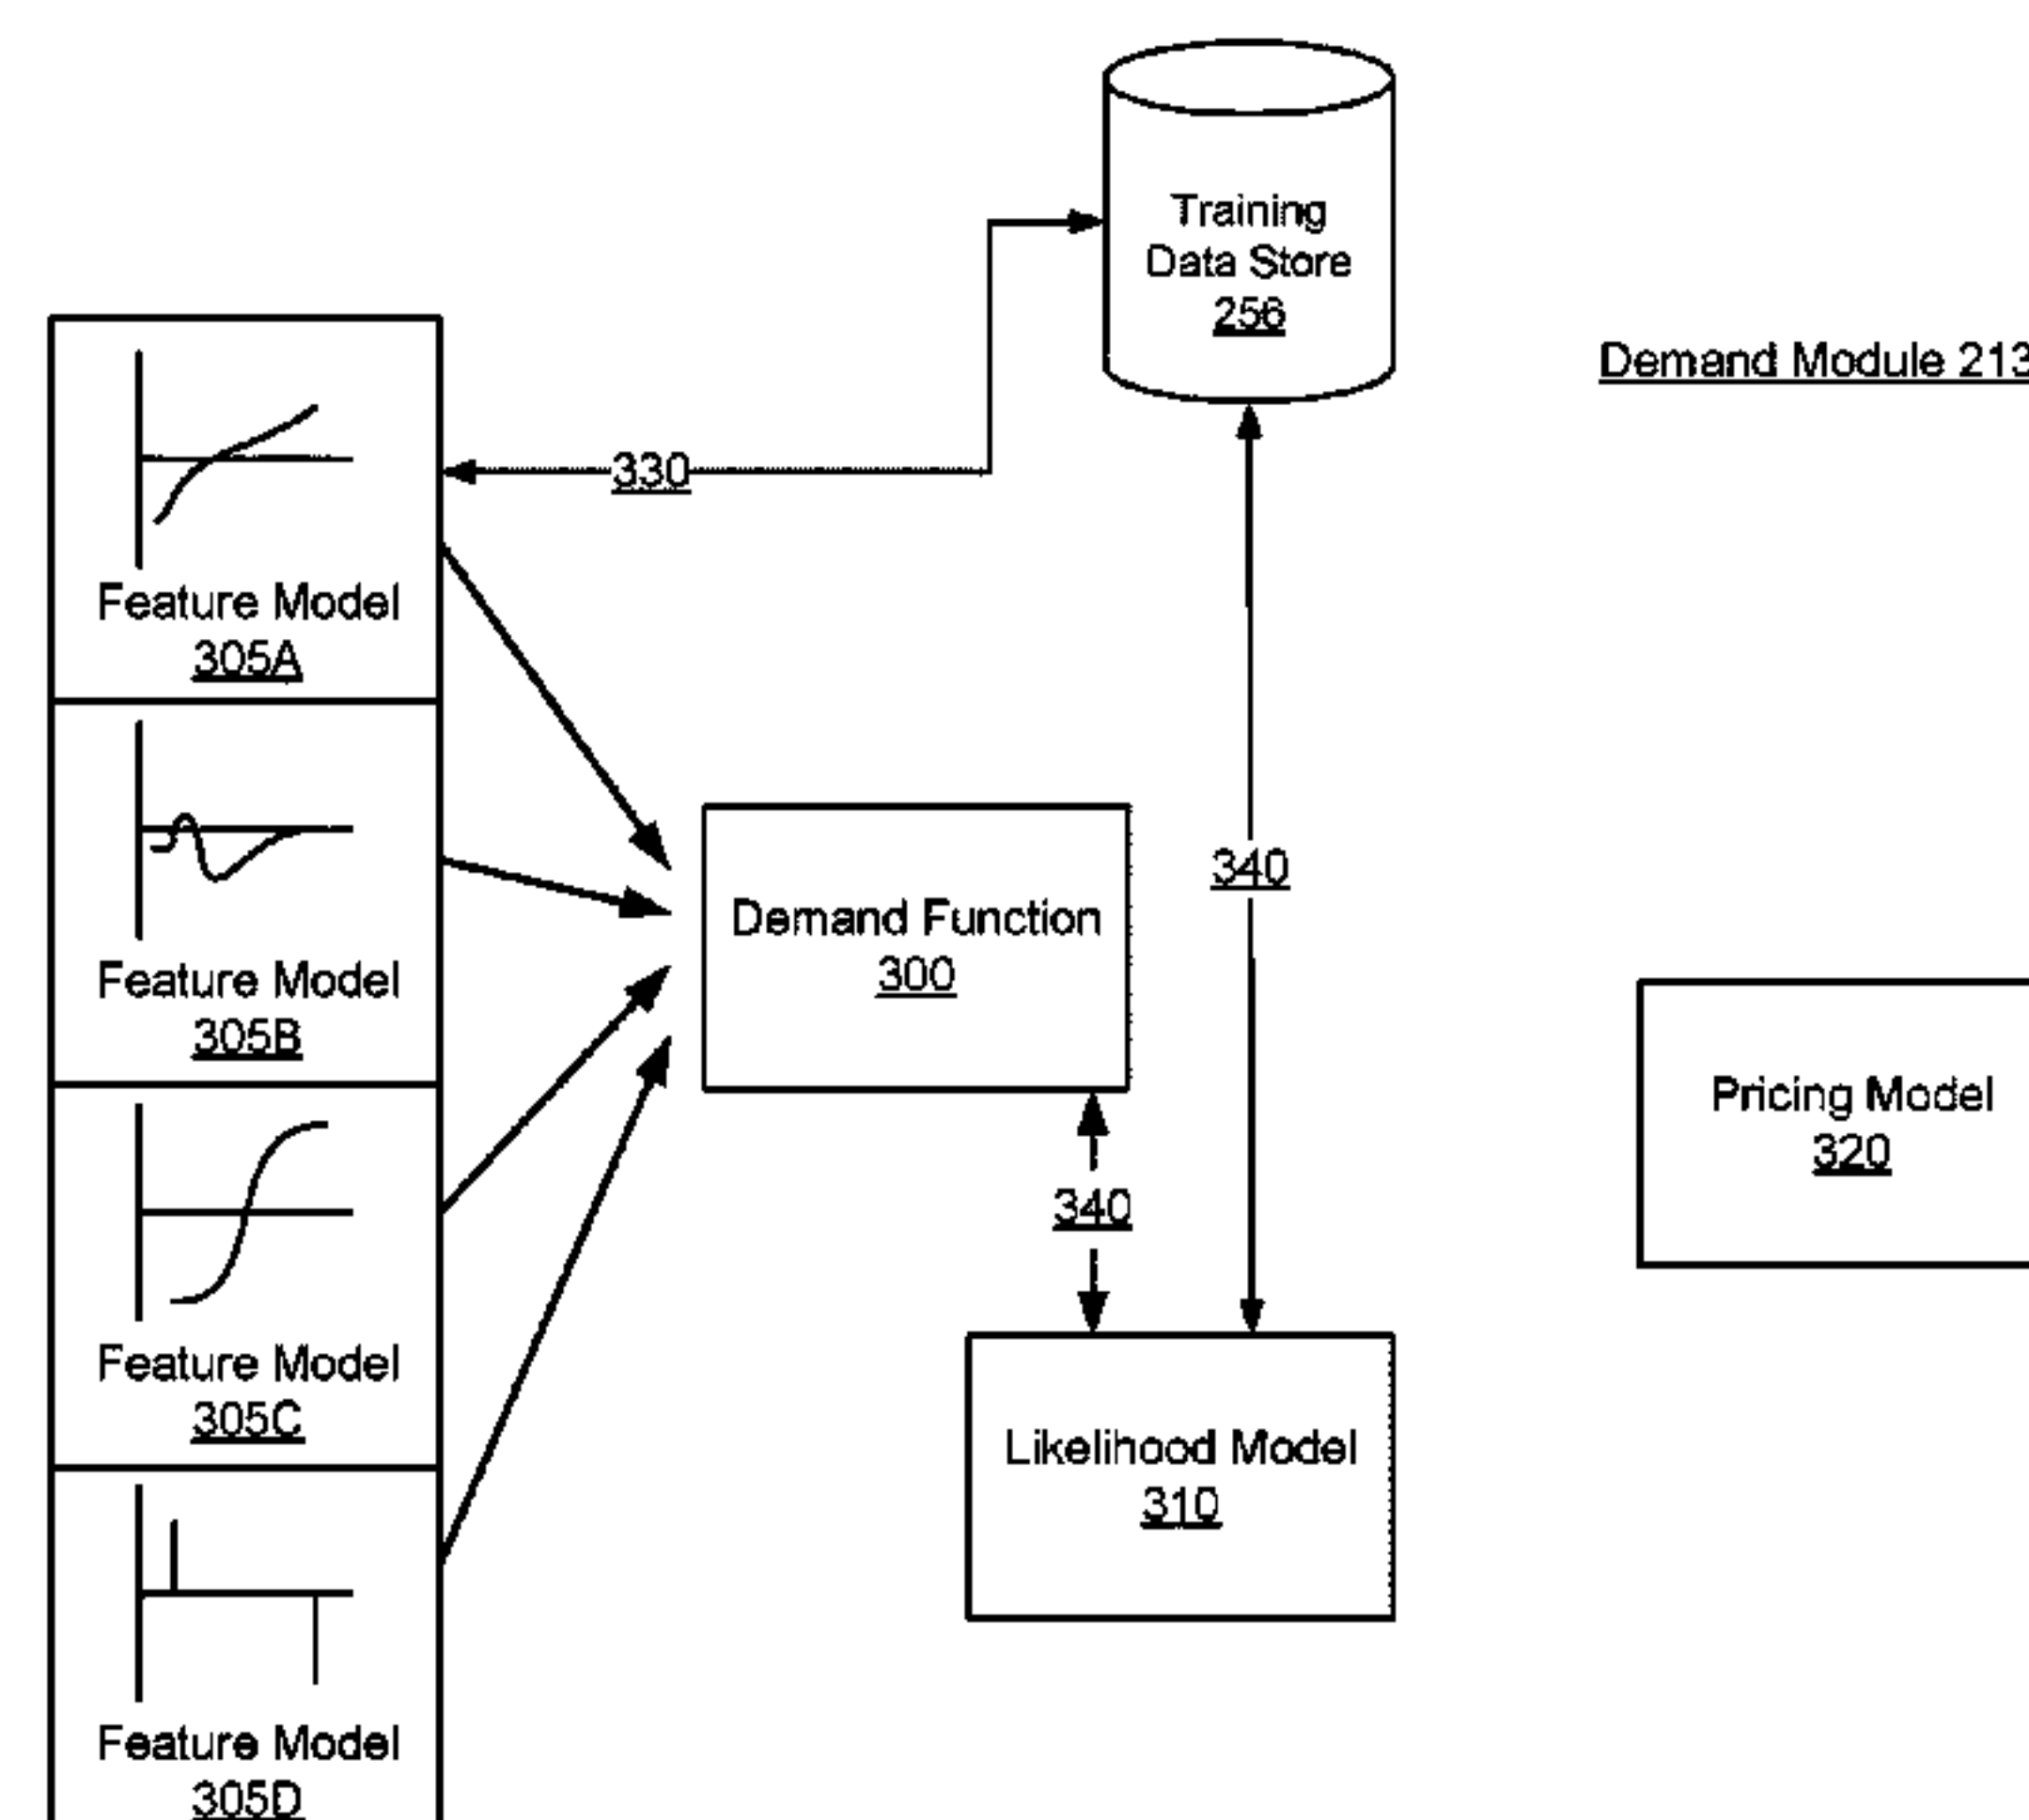 Training
Data Store
256
Demand Module 213
330
Feature Model
305A
Feature Model
305B
Feature Model
305C
Feature Model
305D
Demand Function
300
340
340
Likelihood Model
310
Pricing Model
320